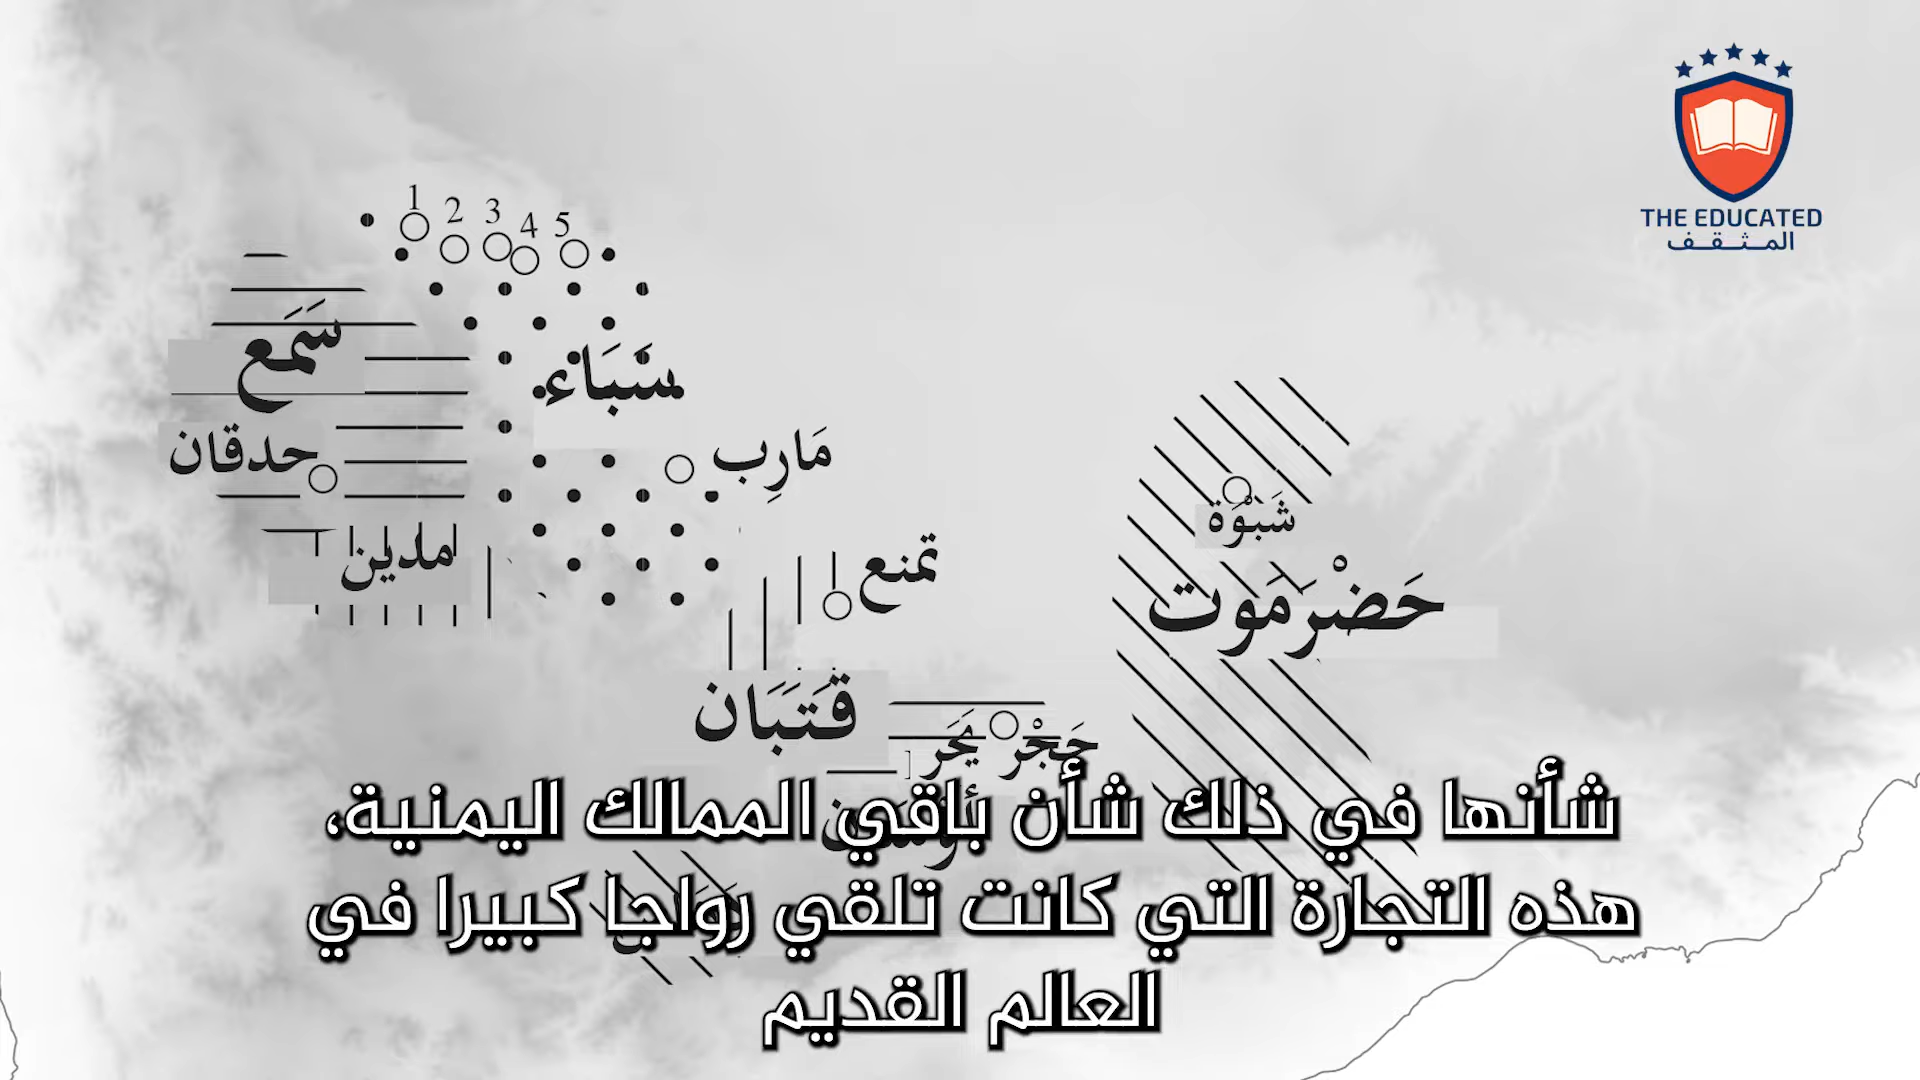 THE EDUCATED
المثقف
1 2 3 4 5
سَمَع
سَبَاء
حدقان
مَارِب
شَبْوَة
مدين
تمنع
حَضْرَمَوت
قَتَبَان
حَجْر يَحَر
شأنها في ذلك شأن باقي الممالك اليمنية،
هذه التجارة التي كانت تلقي رواجا كبيرا في
العالم القديم